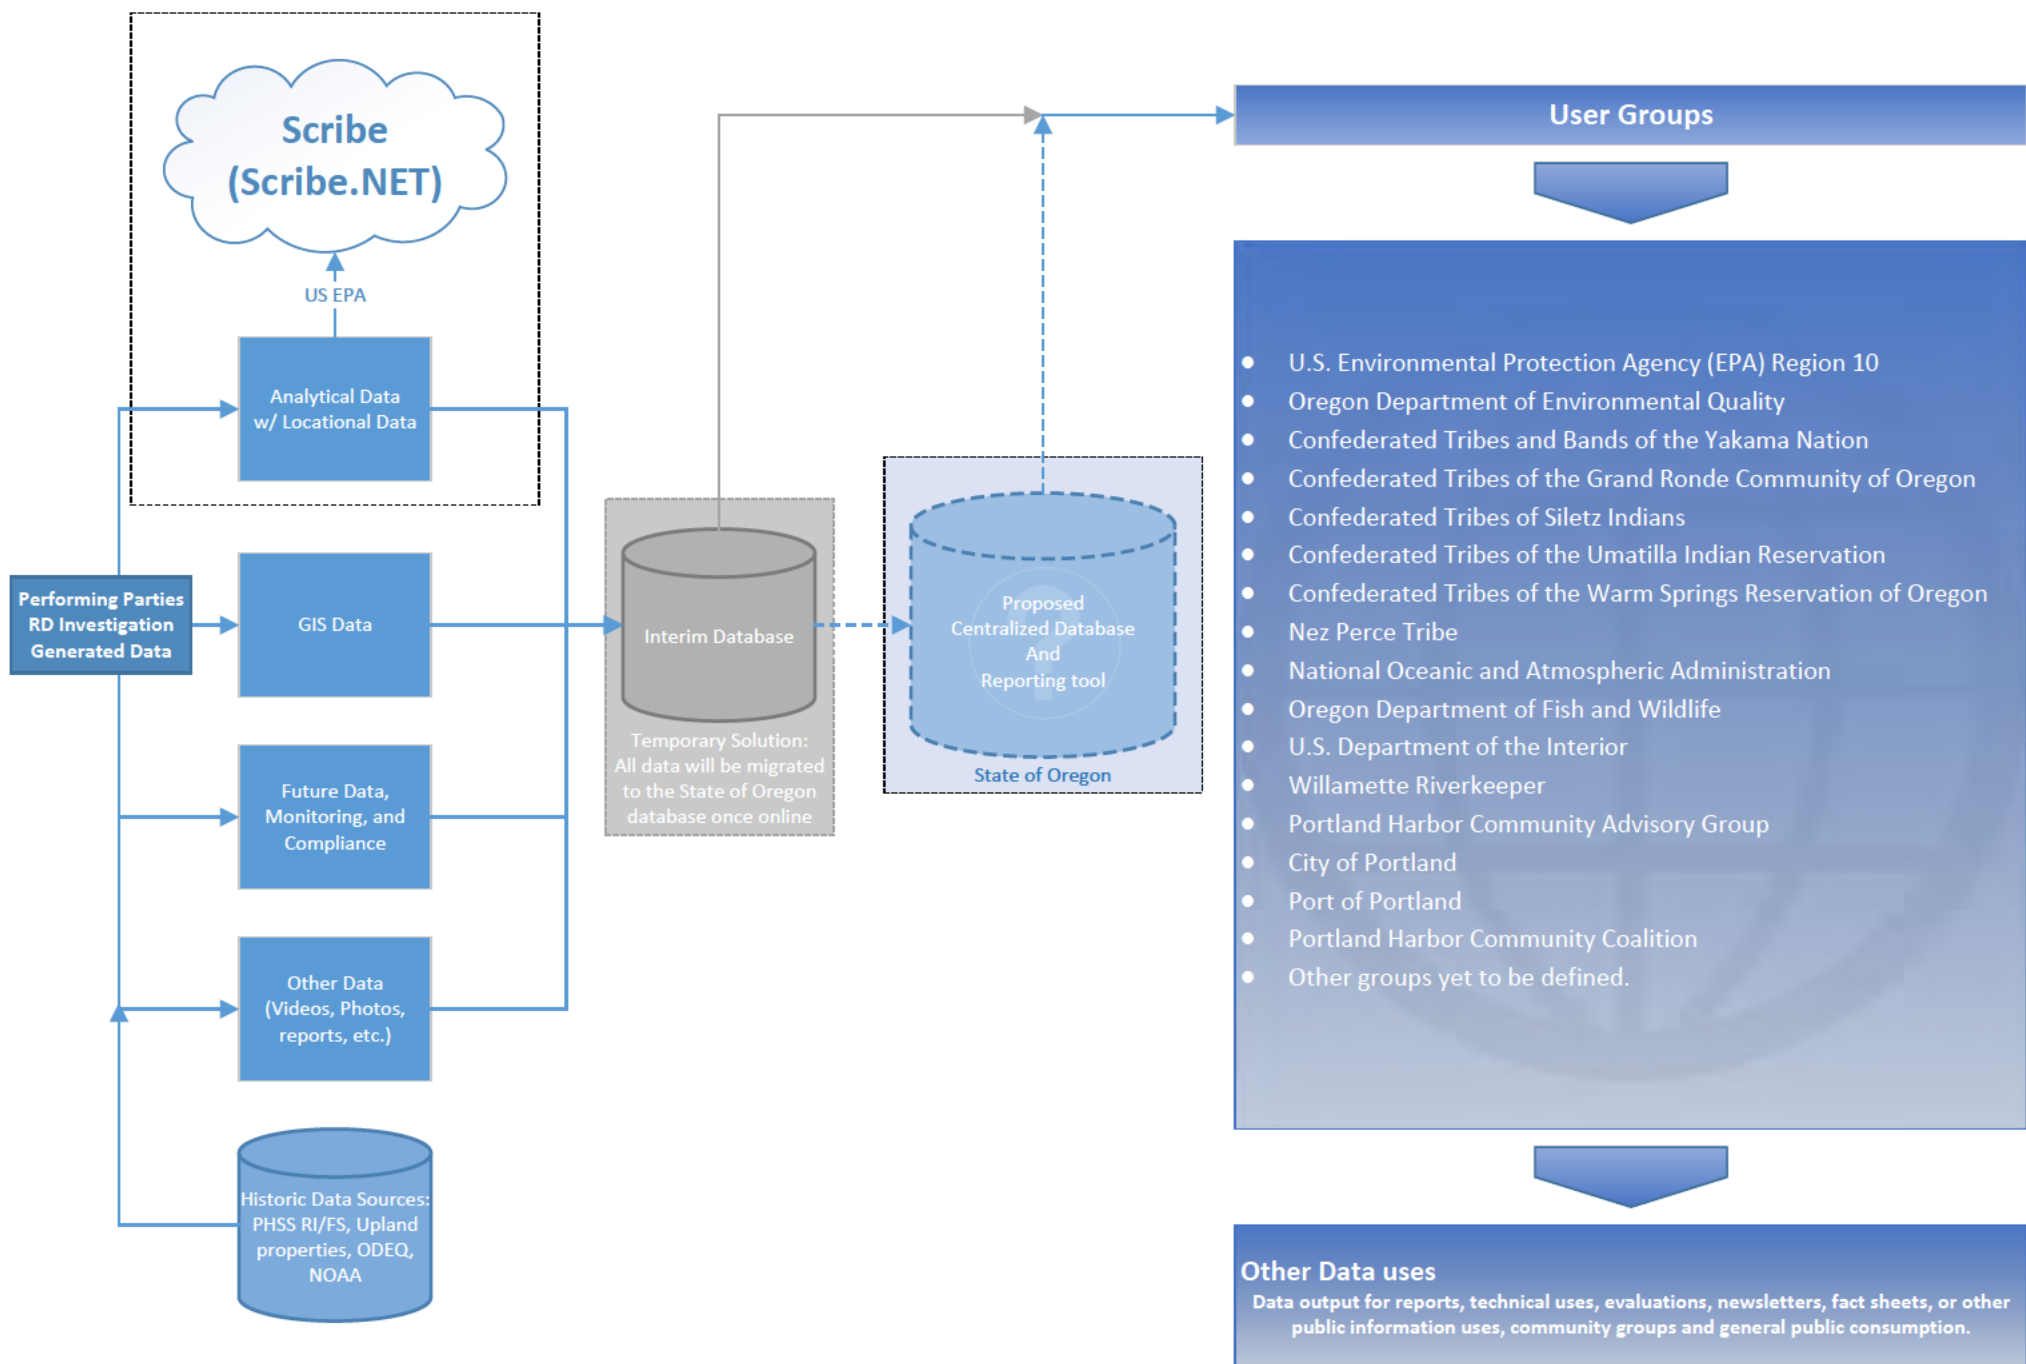 Scribe
(Scribe.NET)
US EPA
Analytical Data
w/ Locational Data
Performing Parties
RD Investigation
Generated Data
GIS Data
Future Data,
Monitoring, and
Compliance
Other Data
(Videos, Photos,
reports, etc.)
Historic Data Sources:
PHSS RI/FS, Upland
properties, ODEQ,
NOAA
Interim Database
Temporary Solution:
All data will be migrated
to the State of Oregon
database once online
Proposed
Centralized Database
And
Reporting tool
State of Oregon
User Groups
● U.S. Environmental Protection Agency (EPA) Region 10
● Oregon Department of Environmental Quality
● Confederated Tribes and Bands of the Yakama Nation
● Confederated Tribes of the Grand Ronde Community of Oregon
● Confederated Tribes of Siletz Indians
● Confederated Tribes of the Umatilla Indian Reservation
● Confederated Tribes of the Warm Springs Reservation of Oregon
● Nez Perce Tribe
● National Oceanic and Atmospheric Administration
● Oregon Department of Fish and Wildlife
● U.S. Department of the Interior
● Willamette Riverkeeper
● Portland Harbor Community Advisory Group
● City of Portland
● Port of Portland
● Portland Harbor Community Coalition
● Other groups yet to be defined.
Other Data uses
Data output for reports, technical uses, evaluations, newsletters, fact sheets, or other
public information uses, community groups and general public consumption.